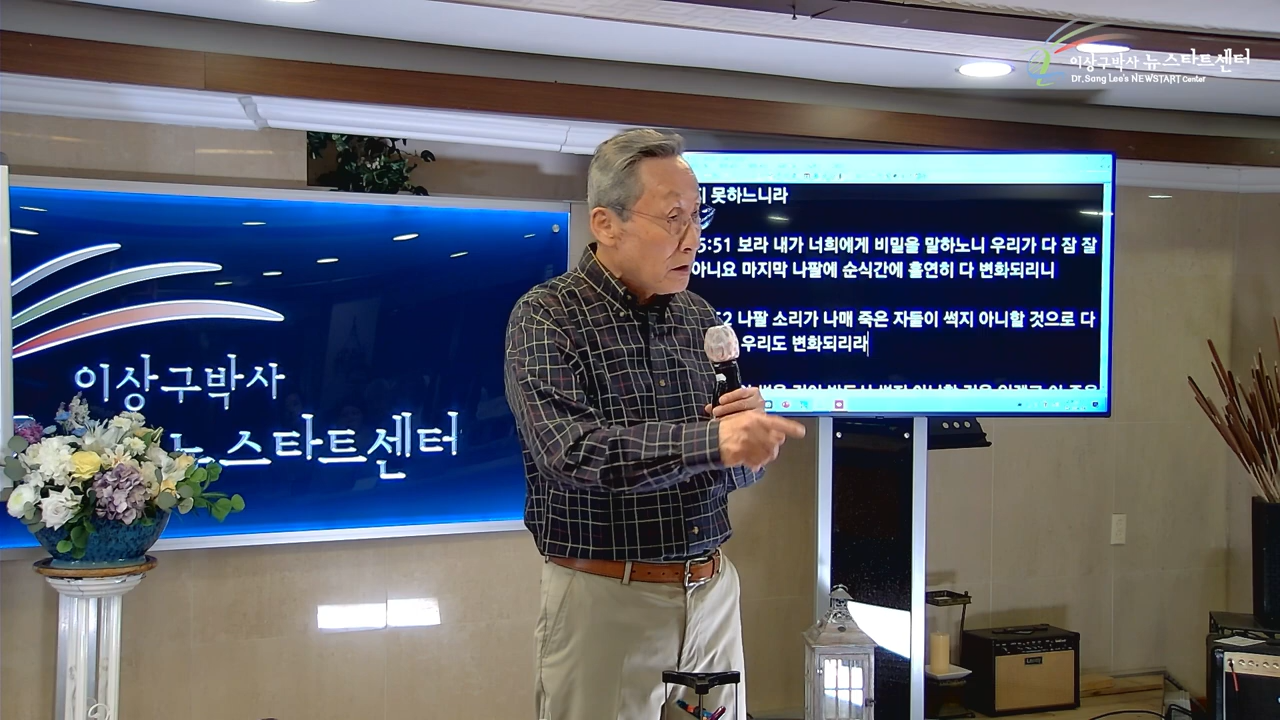 이상구박사 뉴스타트센터
Dr. Sang Lee's NEWSTART Center
못하느니라
5:51 보라 내가 너희에게 비밀을 말하노니 우리가 다 잠 잘
아니요 마지막 나팔에 순식간에 홀연히 다 변화되리니
2 나팔 소리가 나매 죽은 자들이 썩지 아니할 것으로 다
우리도 변화되리라
이상구박사
뉴스타트센터